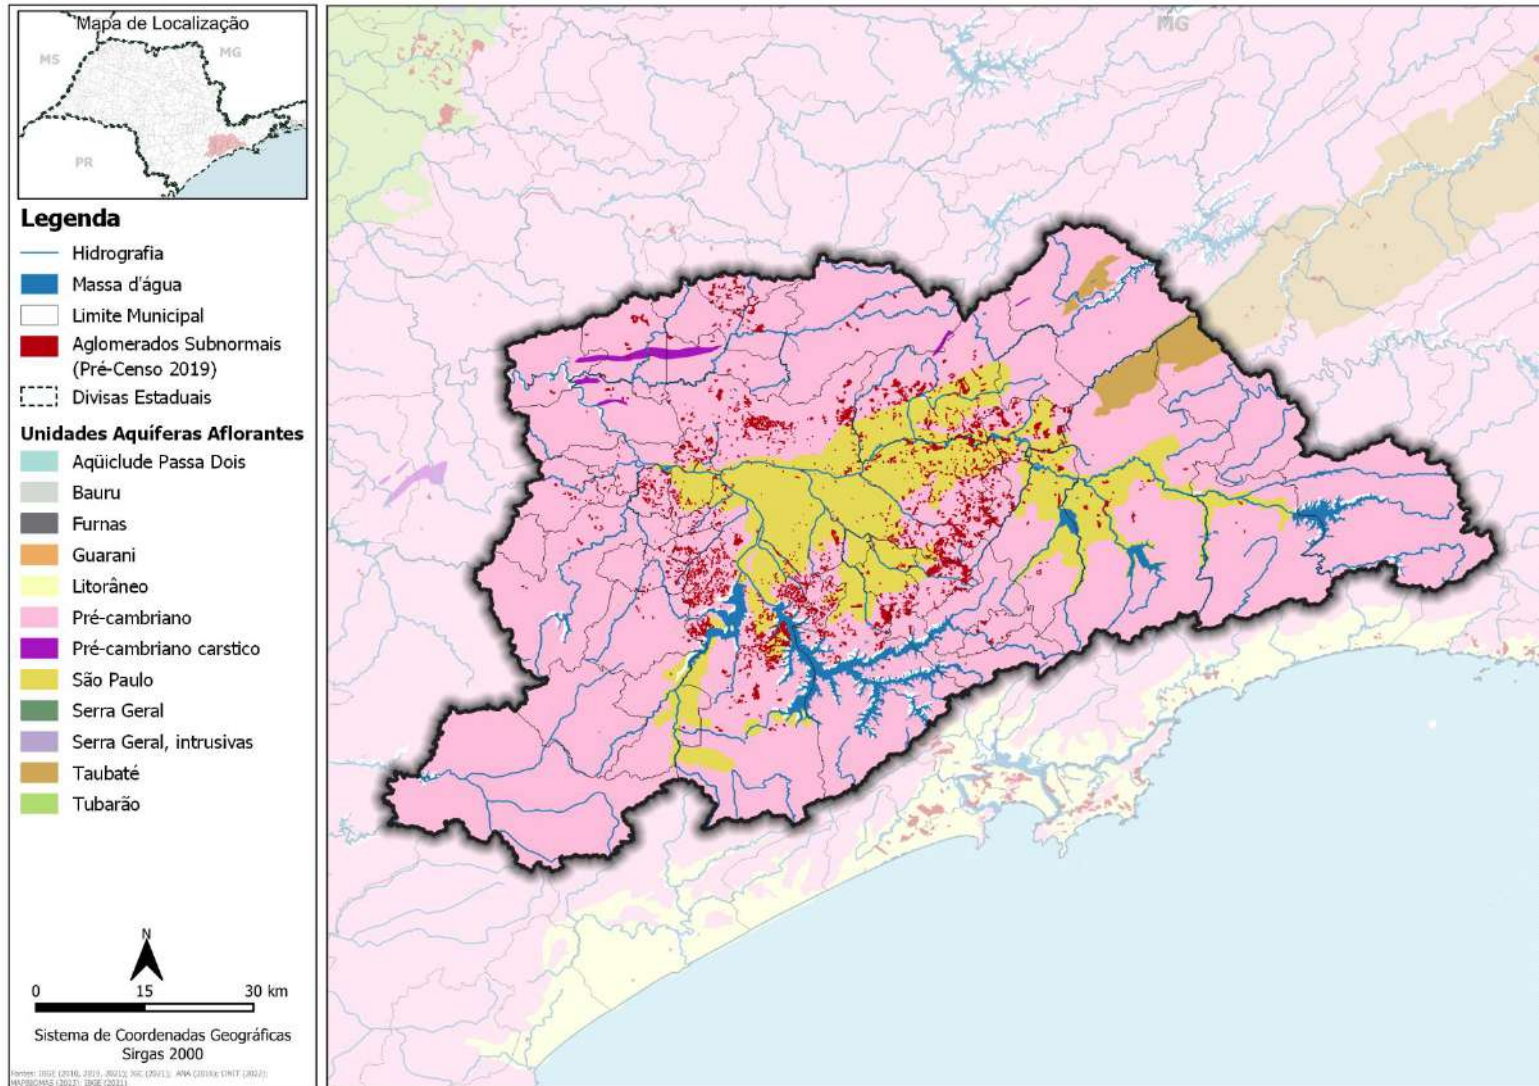 Mapa de Localização
MS
MG
PR
Legenda
Hidrografia
Massa d'água
Limite Municipal
Aglomerados Subnormais
(Pré-Censo 2019)
Divisas Estaduais
Unidades Aquíferas Aflorantes
Aqüiclude Passa Dois
Bauru
Furnas
Guarani
Litorâneo
Pré-cambriano
Pré-cambriano carstico
São Paulo
Serra Geral
Serra Geral, intrusivas
Taubaté
Tubarão
N
0 15 30 km
Sistema de Coordenadas Geográficas
Sirgas 2000
MG